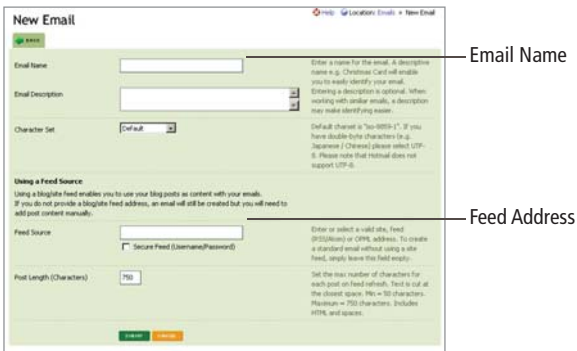 New Email
Help Location: Emails » New Email
SAVE
Email Name
Enter a name for the email. A descriptive
name e.g. Christmas Card will enable
you to easily identify your email.
Email Description
Entering a description is optional. When
working with similar emails, a description
may make identifying easier.
Character Set
Default
Default charset is "iso-8859-1". If you
have double-byte characters (e.g.
Japanese / Chinese) please select UTF-
8. Please note that Hotmail does not
support UTF-8.
Using a Feed Source
Using a blog/site feed enables you to use your blog posts as content with your emails.
If you do not provide a blog/site feed address, an email will still be created but you will need to
add post content manually.
Feed Source
Secure Feed (Username/Password)
Enter or select a valid site, feed
(RSS/Atom) or OPML address. To create
a standard email without using a site
feed, simply leave this field empty.
Post Length (Characters)
750
Set the max number of characters for
each post on feed refresh. Text is cut at
the closest space. Min = 50 characters.
Maximum = 750 characters. Includes
HTML and spaces.
Email Name
Feed Address